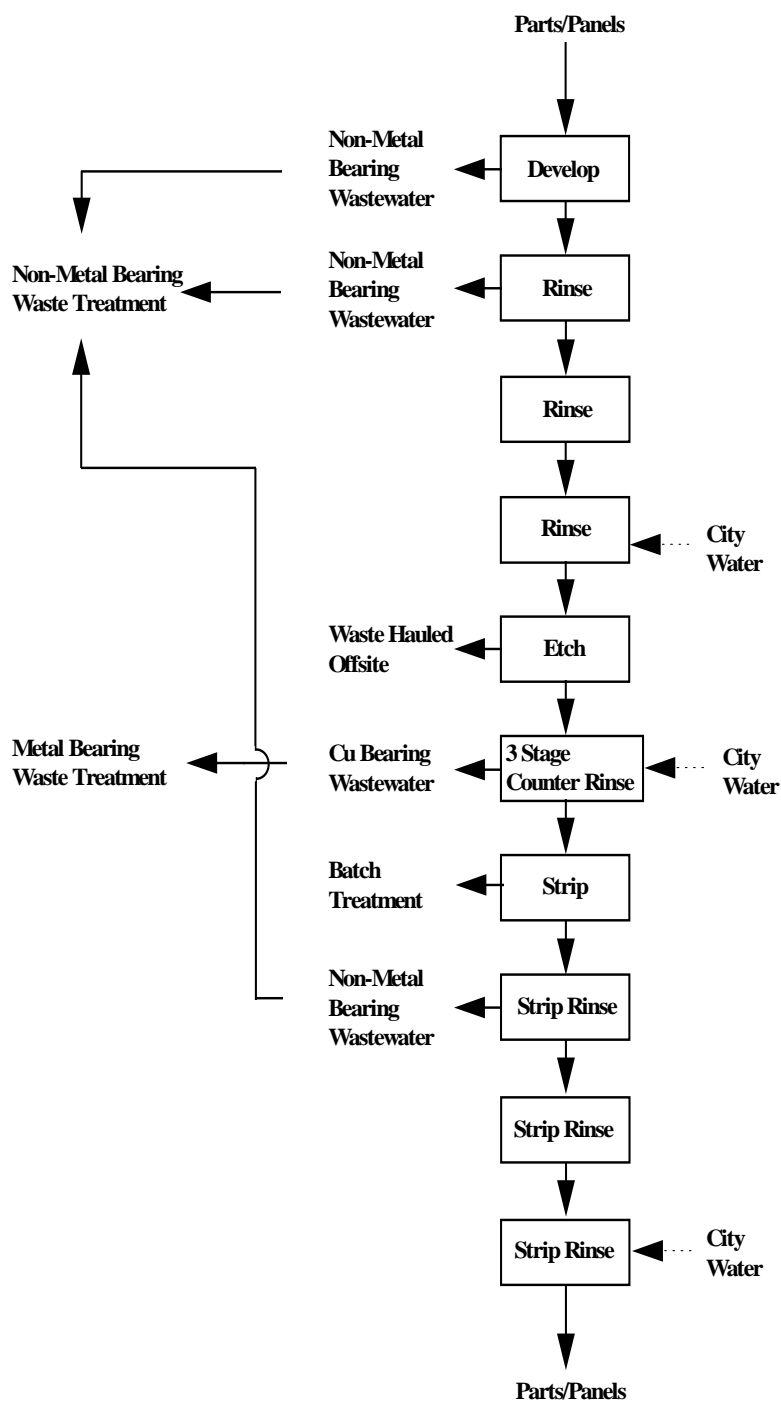 Parts/Panels
Non-Metal
Bearing
Wastewater
Develop
Non-Metal Bearing
Waste Treatment
Non-Metal
Bearing
Wastewater
Rinse
Rinse
Rinse
City
Water
Waste Hauled
Offsite
Etch
Metal Bearing
Waste Treatment
Cu Bearing
Wastewater
3 Stage
Counter Rinse
City
Water
Batch
Treatment
Strip
Non-Metal
Bearing
Wastewater
Strip Rinse
Strip Rinse
Strip Rinse
City
Water
Parts/Panels